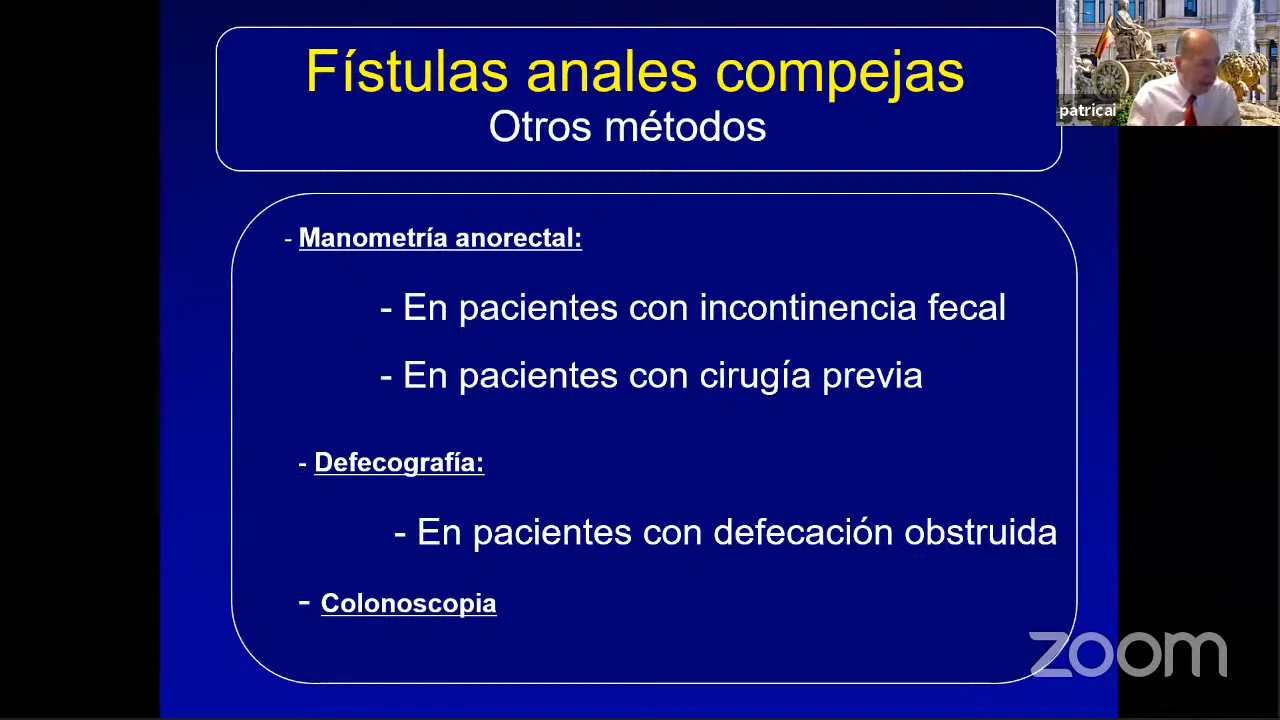 Fístulas anales compejas
Otros métodos
patricai
- Manometría anorectal:
- En pacientes con incontinencia fecal
- En pacientes con cirugía previa
- Defecografía:
- En pacientes con defecación obstruida
- Colonoscopia
zoom